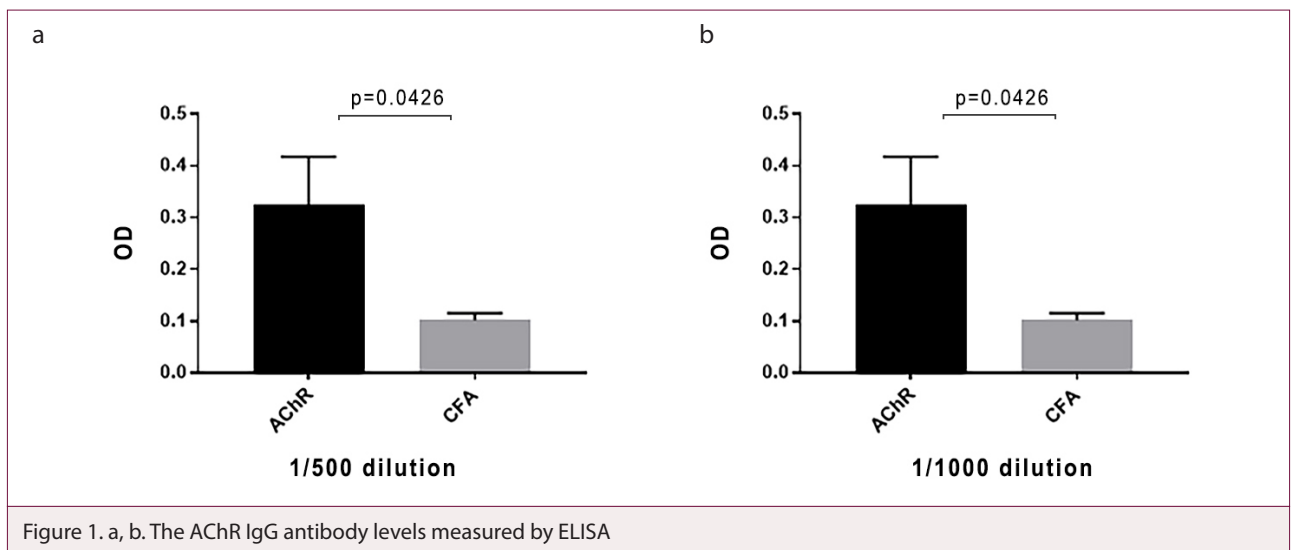 a
p=0.0426
0.5
0.4
0.3
0.2
0.1
0.0
OD
AChR
CFA
1/500 dilution
b
p=0.0426
0.5
0.4
0.3
0.2
0.1
0.0
OD
AChR
CFA
1/1000 dilution
Figure 1. a, b. The AChR IgG antibody levels measured by ELISA